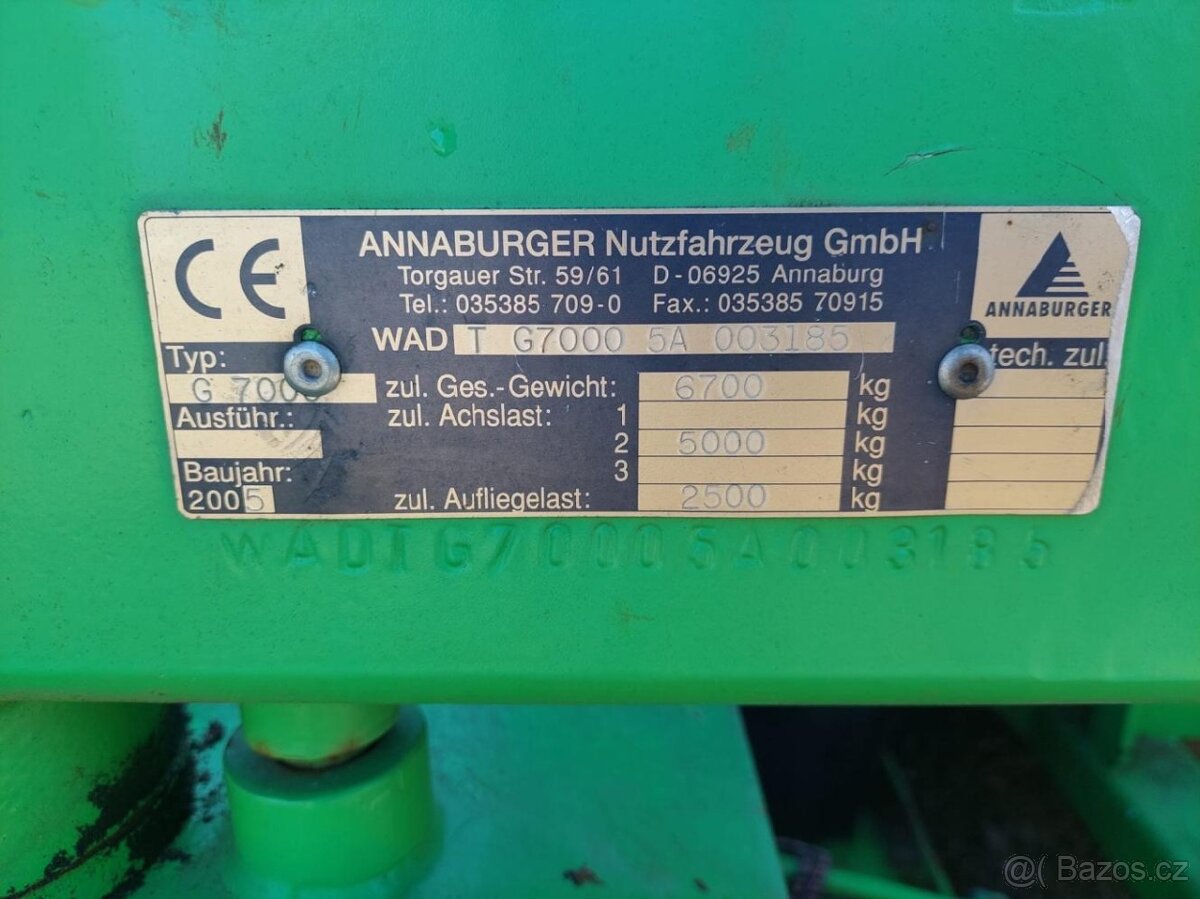 CE
ANNABURGER Nutzfahrzeug GmbH
Torgauer Str. 59/61 D-06925 Annaburg
Tel.: 035385 709-0 Fax.: 035385 70915
ANNABURGER
WAD T G7000 5A 003185
Typ:
G 7000
tech. zul.
zul. Ges.-Gewicht: 6700 kg
Ausführ.:
zul. Achslast: 1 kg
2 5000 kg
Baujahr:
3 kg
2005
zul. Aufliegelast: 2500 kg
WADTG70005A003185
@( Bazos.cz